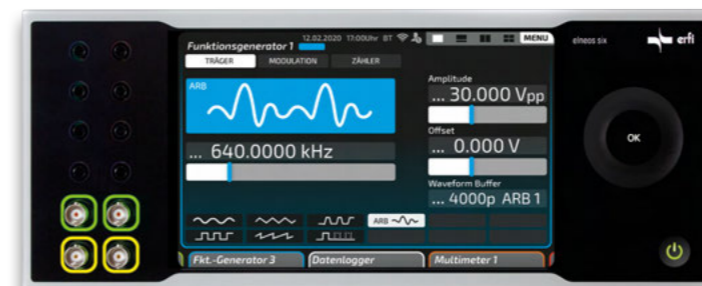 12.02.2020 17:00Uhr BT
MENU
Funktionsgenerator 1
TRÄGER MODULATION ZÄHLER
ARB
... 640.0000 kHz
Amplitude
... 30.000 Vpp
Offset
... 0.000 V
Waveform Buffer
... 4000p ARB 1
ARB
Fkt.-Generator 3 Datenlogger Multimeter 1
elneos six
erfi
OK